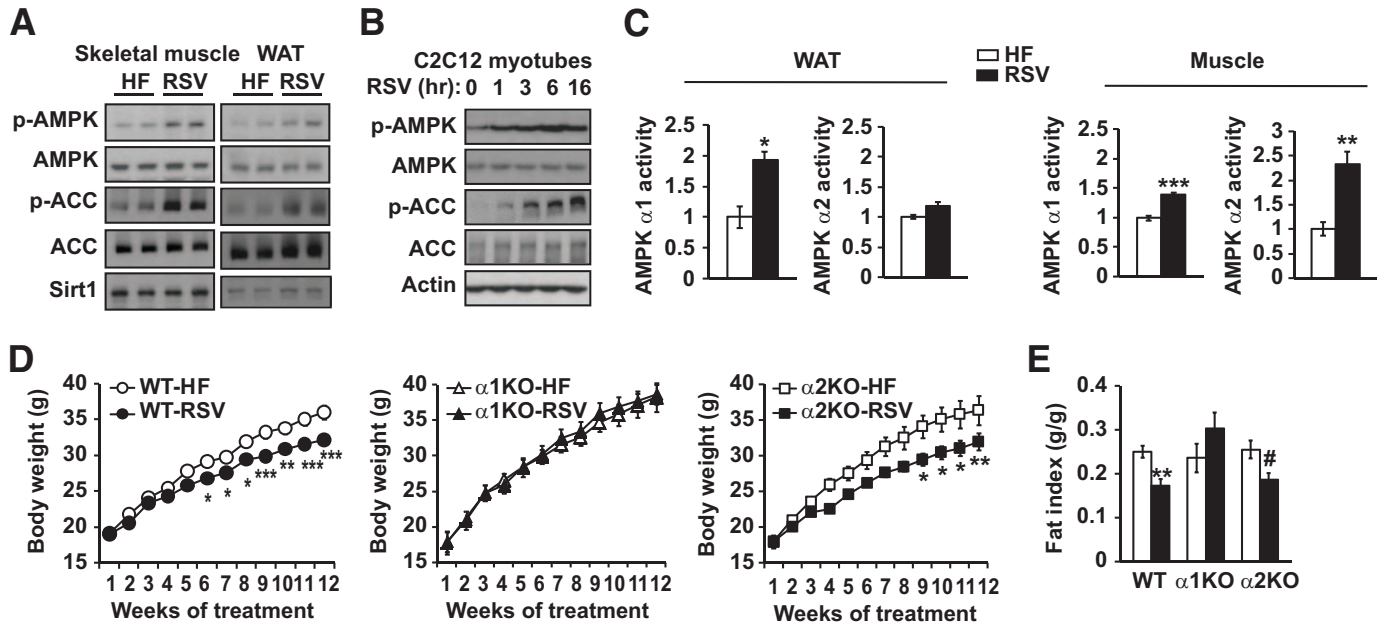 A
Skeletal muscle WAT
HF RSV HF RSV
p-AMPK
AMPK
p-ACC
ACC
Sirt1
B
C2C12 myotubes
RSV (hr): 0 1 3 6 16
p-AMPK
AMPK
p-ACC
ACC
Actin
C
WAT
HF
RSV
Muscle
AMPK α1 activity
2.5
2
1.5
1
0.5
0
*
AMPK α2 activity
2.5
2
1.5
1
0.5
0
AMPK α1 activity
2.5
2
1.5
1
0.5
0
***
AMPK α2 activity
3
2.5
2
1.5
1
0.5
0
**
D
Body weight (g)
40
35
30
25
20
15
WT-HF
WT-RSV
* * * *** ** *** ***
1 2 3 4 5 6 7 8 9 10 11 12
Weeks of treatment
Body weight (g)
40
35
30
25
20
15
α1KO-HF
α1KO-RSV
1 2 3 4 5 6 7 8 9 10 11 12
Weeks of treatment
Body weight (g)
40
35
30
25
20
15
α2KO-HF
α2KO-RSV
* * * **
1 2 3 4 5 6 7 8 9 10 11 12
Weeks of treatment
E
Fat index (g/g)
0.4
0.3
0.2
0.1
0
** #
WT α1KO α2KO